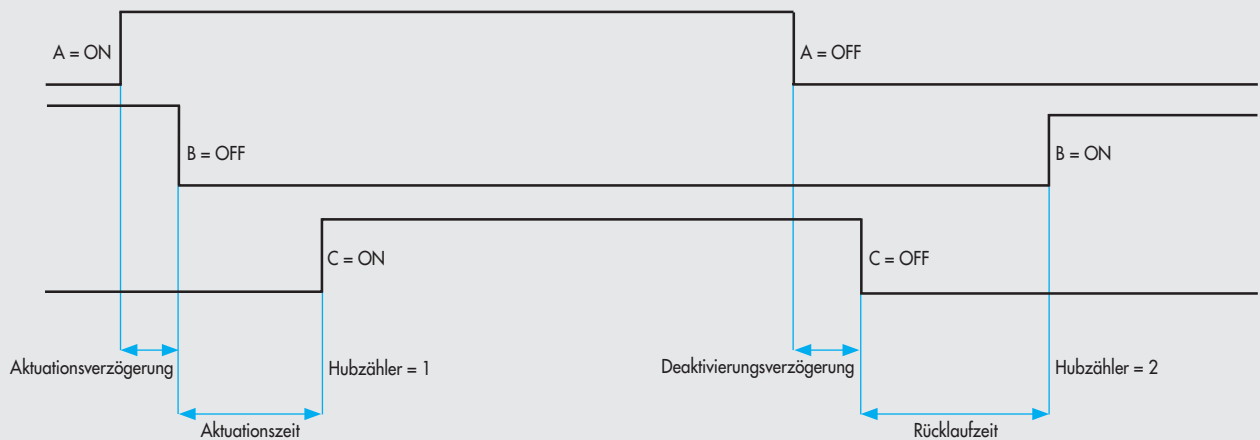 A = ON
A = OFF
B = OFF
B = ON
C = ON
C = OFF
Aktuationsverzögerung
Hubzähler = 1
Deaktivierungsverzögerung
Hubzähler = 2
Aktuationszeit
Rücklaufzeit